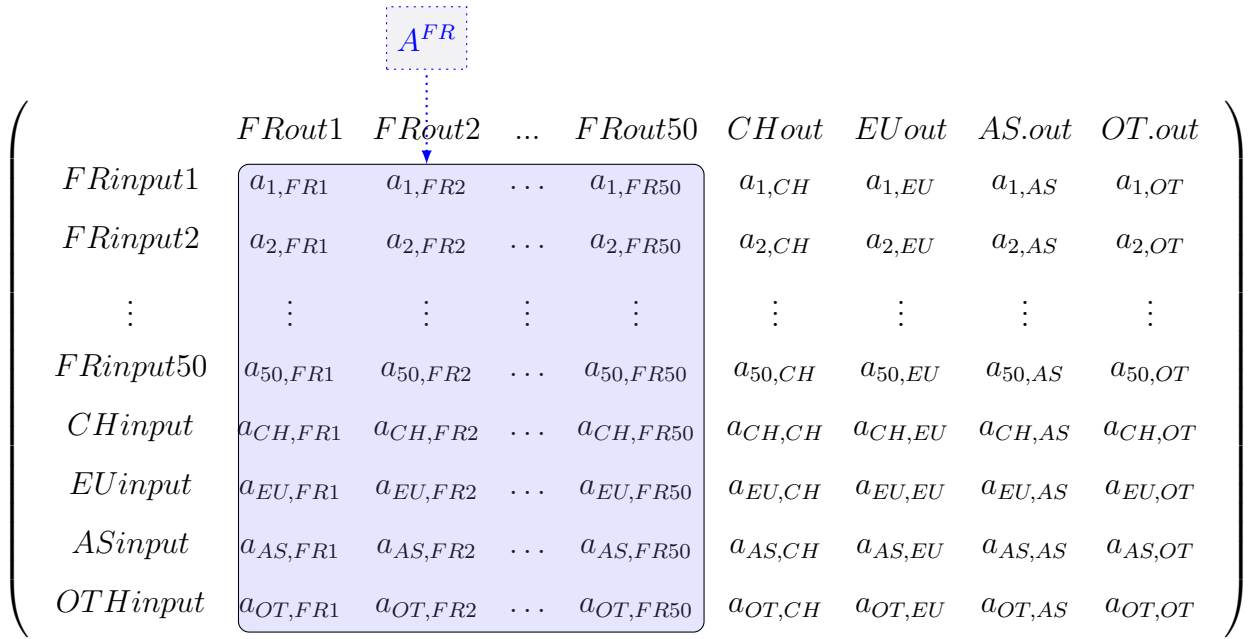 A^{FR}
FRout1 FRout2 ... FRout50 CHout EUout AS.out OT.out
FRinput1 a_{1,FR1} a_{1,FR2} … a_{1,FR50} a_{1,CH} a_{1,EU} a_{1,AS} a_{1,OT}
FRinput2 a_{2,FR1} a_{2,FR2} … a_{2,FR50} a_{2,CH} a_{2,EU} a_{2,AS} a_{2,OT}
⋮ ⋮ ⋮ ⋮ ⋮ ⋮ ⋮ ⋮ ⋮
FRinput50 a_{50,FR1} a_{50,FR2} … a_{50,FR50} a_{50,CH} a_{50,EU} a_{50,AS} a_{50,OT}
CHinput a_{CH,FR1} a_{CH,FR2} … a_{CH,FR50} a_{CH,CH} a_{CH,EU} a_{CH,AS} a_{CH,OT}
EUinput a_{EU,FR1} a_{EU,FR2} … a_{EU,FR50} a_{EU,CH} a_{EU,EU} a_{EU,AS} a_{EU,OT}
ASinput a_{AS,FR1} a_{AS,FR2} … a_{AS,FR50} a_{AS,CH} a_{AS,EU} a_{AS,AS} a_{AS,OT}
OTHinput a_{OT,FR1} a_{OT,FR2} … a_{OT,FR50} a_{OT,CH} a_{OT,EU} a_{OT,AS} a_{OT,OT}